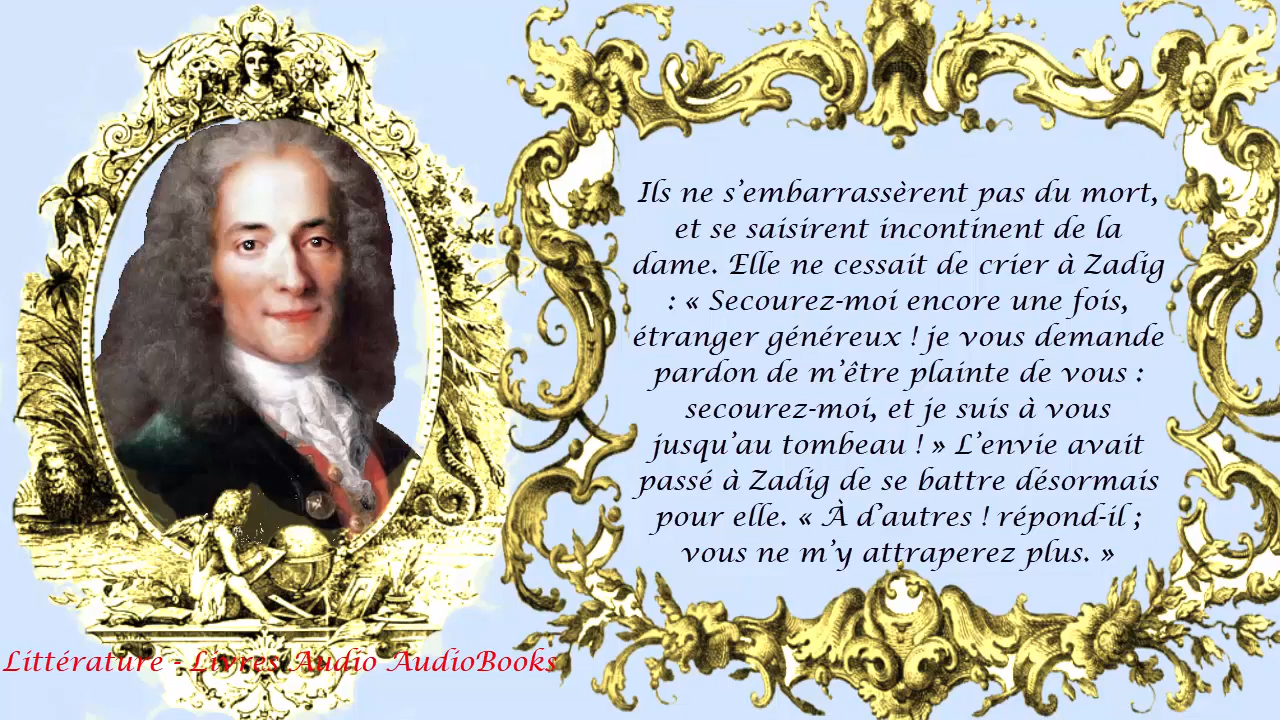 Ils ne s’embarrassèrent pas du mort,
et se saisirent incontinent de la
dame. Elle ne cessait de crier à Zadig
: « Secourez-moi encore une fois,
étranger généreux ! je vous demande
pardon de m’être plainte de vous :
secourez-moi, et je suis à vous
jusqu’au tombeau ! » L’envie avait
passé à Zadig de se battre désormais
pour elle. « À d’autres ! répond-il ;
vous ne m’y attraperez plus. »
Littérature - Livres Audio AudioBooks